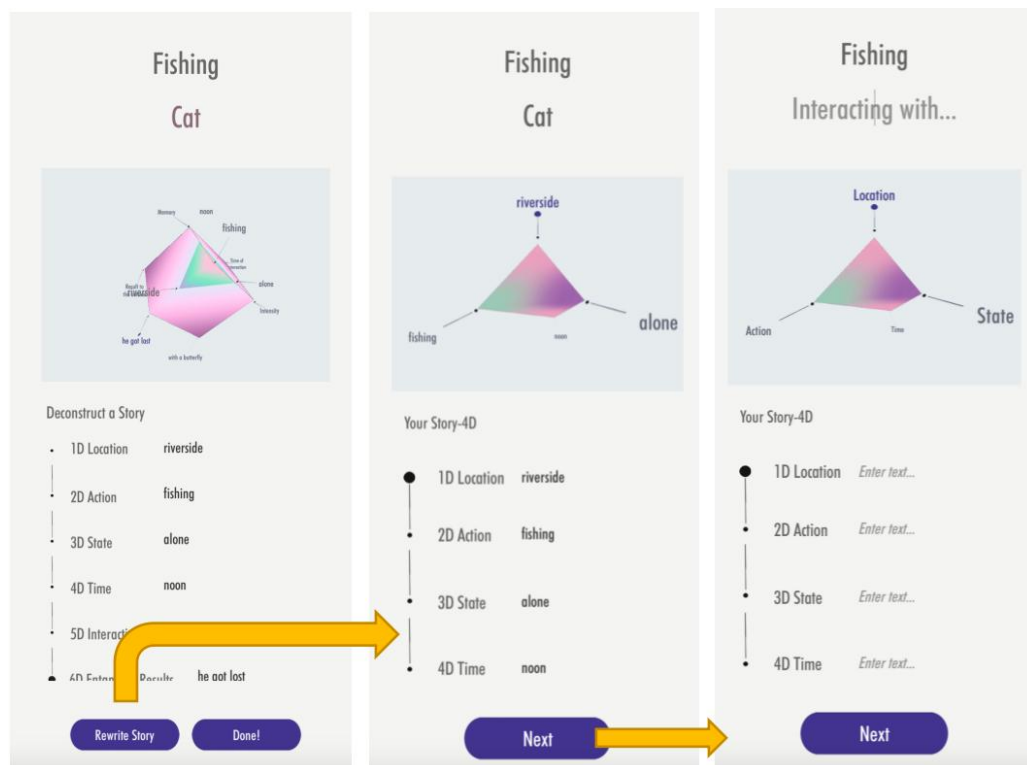 Fishing
Cat
Memory
noon
fishing
alone
riverside
Intensity
he got lost
with a butterfly
Deconstruct a Story
1D Location riverside
2D Action fishing
3D State alone
4D Time noon
5D
6D Results he got lost
Rewrite Story Done!
Fishing
Cat
riverside
fishing
alone
noon
Your Story-4D
1D Location riverside
2D Action fishing
3D State alone
4D Time noon
Next
Fishing
Interacting with...
Location
Action
State
Time
Your Story-4D
1D Location Enter text...
2D Action Enter text...
3D State Enter text...
4D Time Enter text...
Next